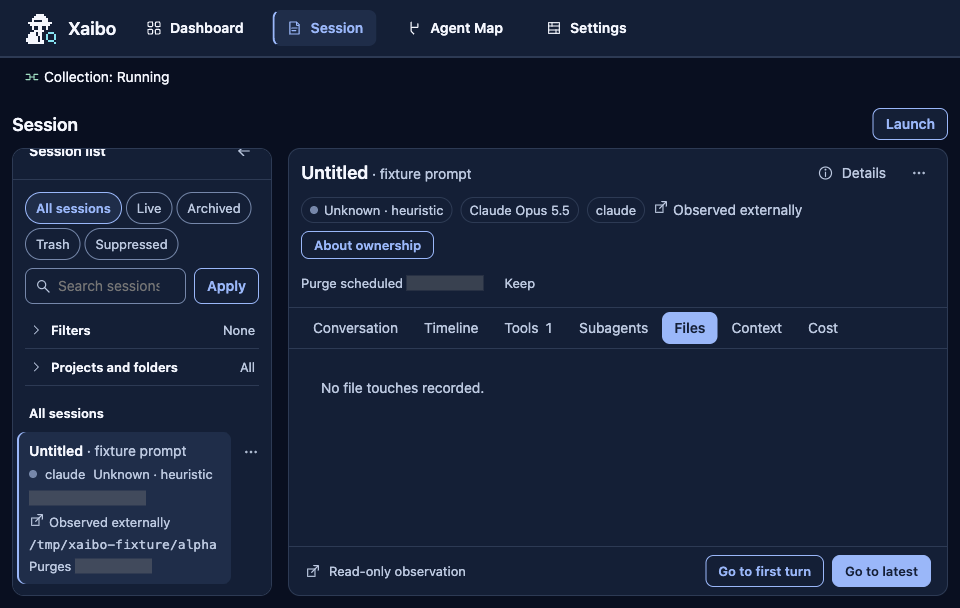 Xaibo
Dashboard
Session
Agent Map
Settings
Collection: Running
Session
Launch
Session list
All sessions
Live
Archived
Trash
Suppressed
Search sessions
Apply
Filters
None
Projects and folders
All
All sessions
Untitled · fixture prompt
claude Unknown · heuristic
Observed externally
/tmp/xaibo-fixture/alpha
Purges
Untitled · fixture prompt
Details
Unknown · heuristic
Claude Opus 5.5
claude
Observed externally
About ownership
Purge scheduled
Keep
Conversation
Timeline
Tools 1
Subagents
Files
Context
Cost
No file touches recorded.
Read-only observation
Go to first turn
Go to latest